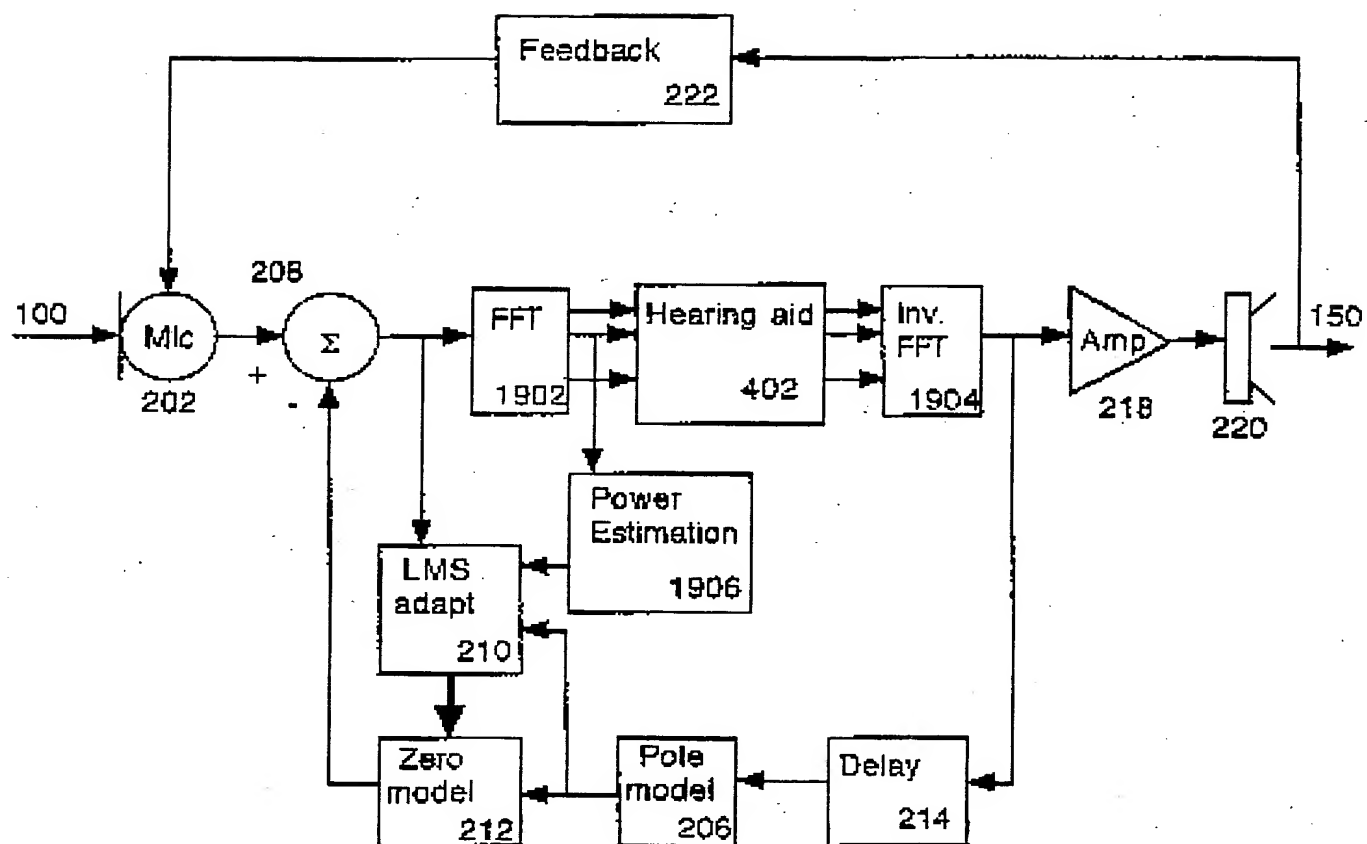 Feedback
222
100
Mic
202
208
+
-
Σ
FFT
1902
Hearing aid
402
Inv.
FFT
1904
Amp
218
220
150
Power
Estimation
1906
LMS
adapt
210
Zero
model
212
Pole
model
206
Delay
214